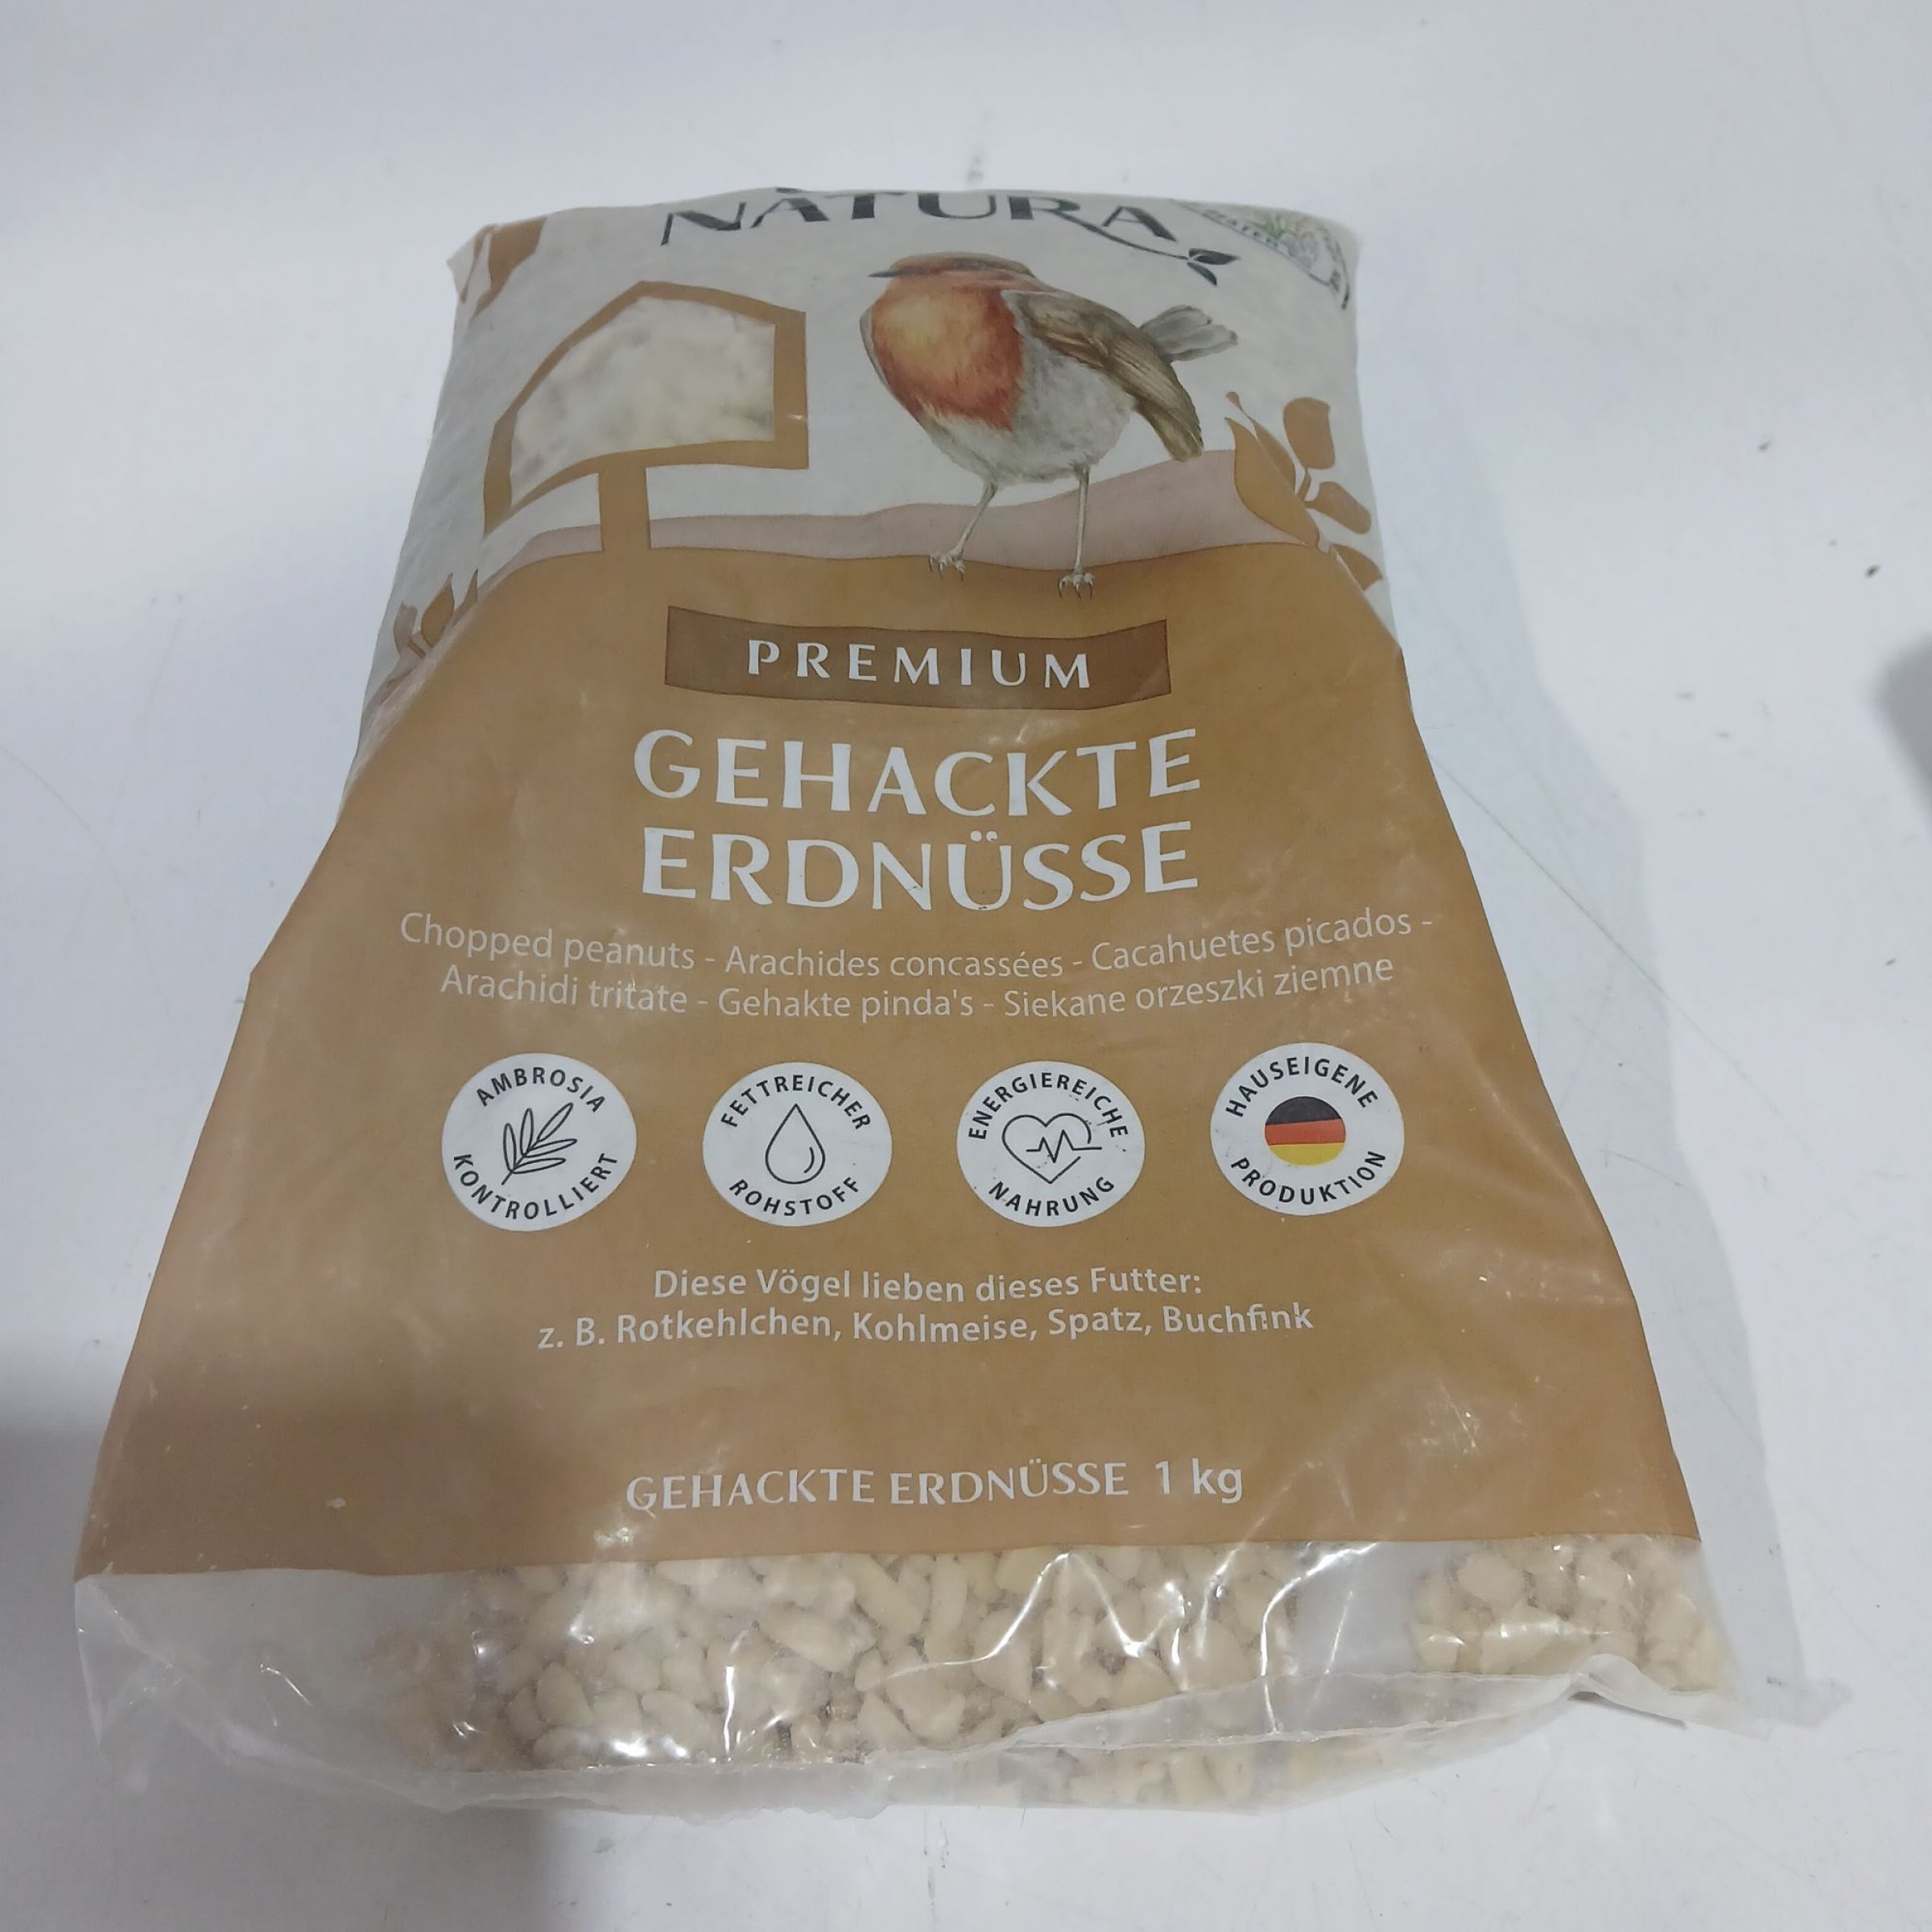 NATURA
PREMIUM
GEHACKTE
ERDNÜSSE
Chopped peanuts - Arachides concassées - Cacahuetes picados -
Arachidi tritate - Gehakte pinda's - Siekane orzeszki ziemne
AMBROSIA
KONTROLLIERT
FETTREICHER
ROHSTOFF
ENERGIEREICHE
NAHRUNG
HAUSEIGENE
PRODUKTION
Diese Vögel lieben dieses Futter:
z. B. Rotkehlchen, Kohlmeise, Spatz, Buchfink
GEHACKTE ERDNÜSSE 1 kg